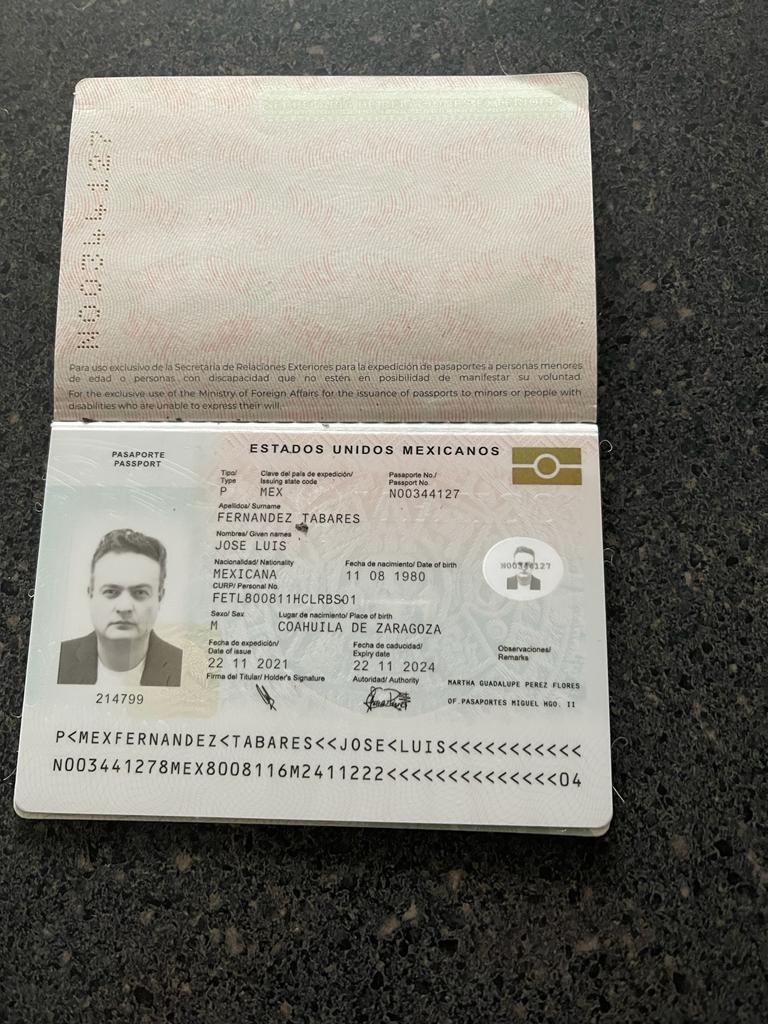 N00344127
Para uso exclusivo de la Secretaría de Relaciones Exteriores para la expedición de pasaportes a personas menores
de edad o personas con discapacidad que no estén en posibilidad de manifestar su voluntad.
For the exclusive use of the Ministry of Foreign Affairs for the issuance of passports to minors or people with
disabilities who are unable to express their will.
PASAPORTE
PASSPORT
ESTADOS UNIDOS MEXICANOS
Tipo/ Clave del país de expedición/ Pasaporte No./
Type Issuing state code Passport No.
P MEX N00344127
Apellidos/ Surname
FERNANDEZ TABARES
Nombres/ Given names
JOSE LUIS
Nacionalidad/ Nationality Fecha de nacimiento/ Date of birth
MEXICANA 11 08 1980
CURP/ Personal No.
FETL800811HCLRBS01
Sexo/ Sex Lugar de nacimiento/ Place of birth
M COAHUILA DE ZARAGOZA
Fecha de expedición/ Fecha de caducidad/ Observaciones/
Date of issue Expiry date Remarks
22 11 2021 22 11 2024
Firma del Titular/ Holder's Signature Autoridad/ Authority MARTHA GUADALUPE PEREZ FLORES
OF.PASAPORTES MIGUEL HGO. II
N00344127
214799
P<MEXFERNANDEZ<TABARES<<JOSE<LUIS<<<<<<<<<<<
N003441278MEX8008116M2411222<<<<<<<<<<<<<<04